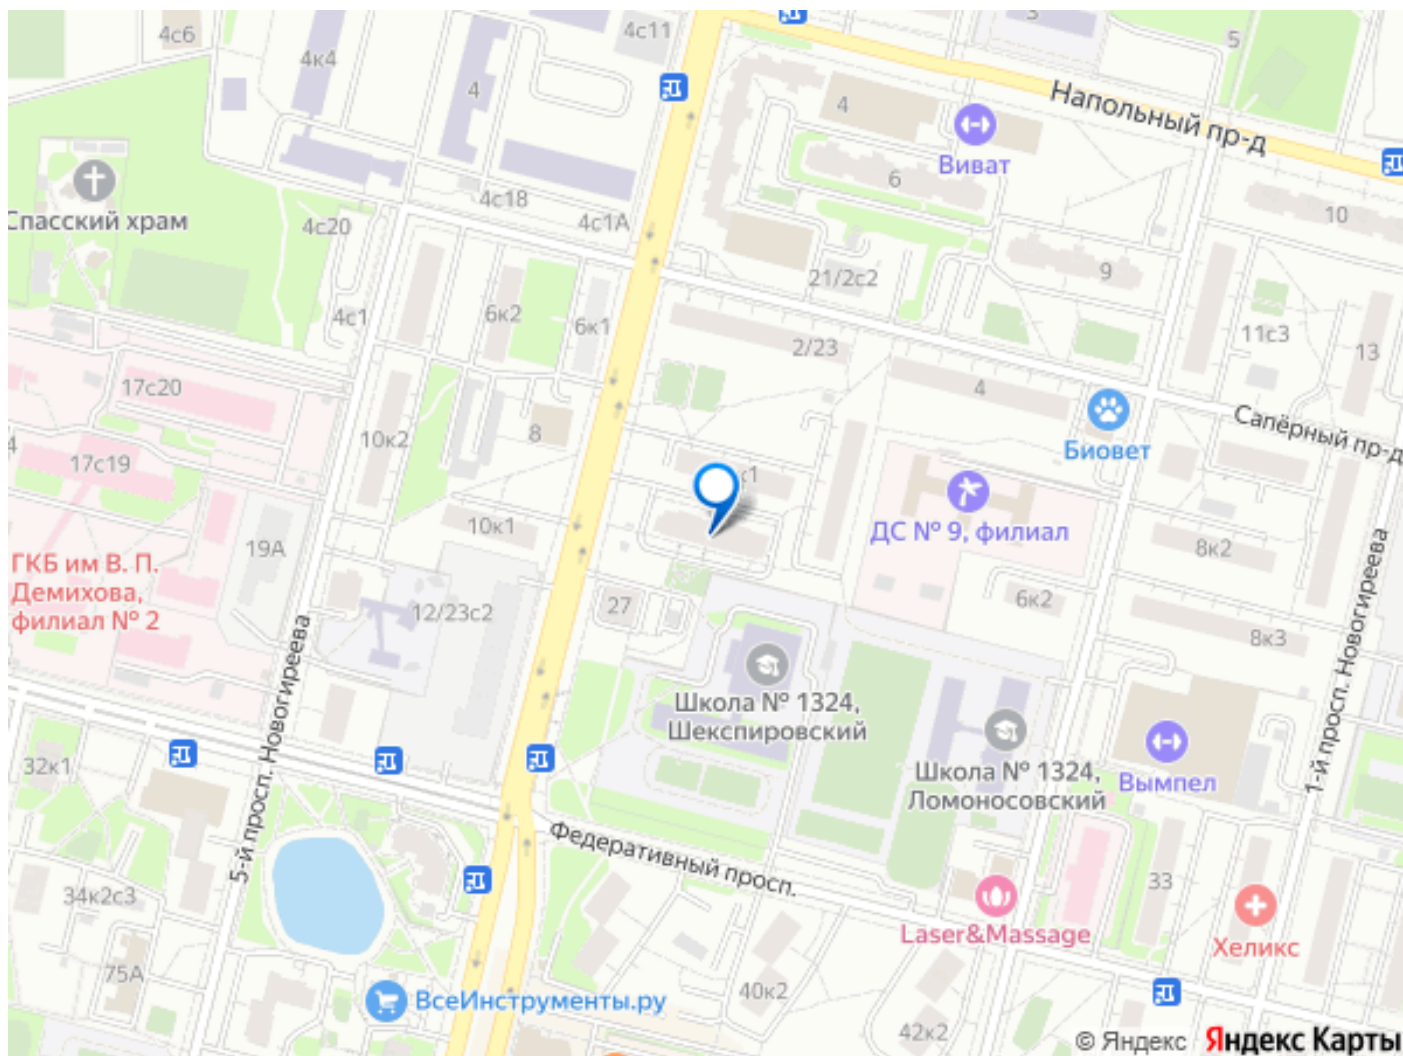 4с6
4с11
3
5
4к4
4
4
Напольный пр-д
Виват
Спасский храм
4с20
4с18
4с1А
6
10
9
21/2с2
4с1
6к2
6к1
2/23
11с3
13
17с20
4
Биовет
Сапёрный пр-д
10к2
8
4
17с19
к1
ДС № 9, филиал
10к1
19А
8к2
ГКБ им В. П.
Демихова,
филиал № 2
12/23с2
27
6к2
8к3
5-й просп. Новогиреева
1-й просп. Новогиреева
Школа № 1324,
Шекспировский
Школа № 1324,
Ломоносовский
Вымпел
32к1
Федеративный просп.
34к2с3
33
Laser&Massage
Хеликс
75А
ВсеИнструменты.ру
40к2
42к2
© Яндекс Яндекс Карты